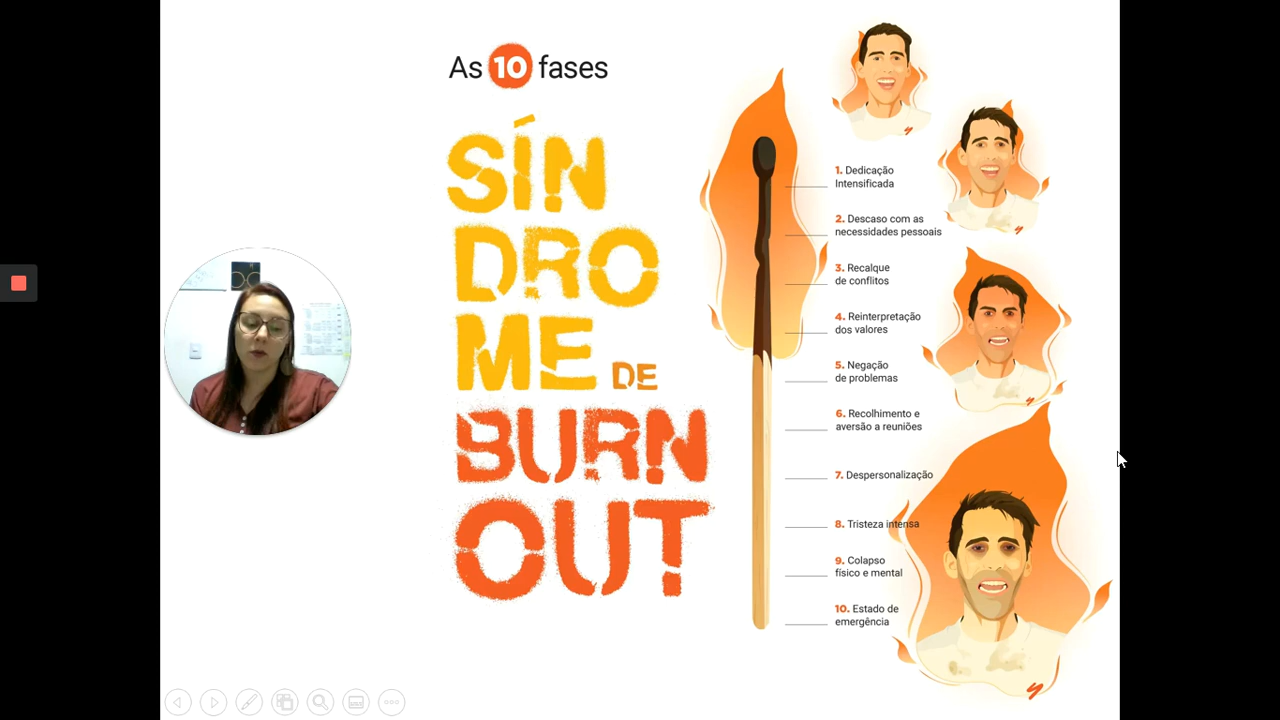 As 10 fases
SÍN
DRO
ME DE
BURN
OUT
1. Dedicação
Intensificada
2. Descaso com as
necessidades pessoais
3. Recalque
de conflitos
4. Reinterpretação
dos valores
5. Negação
de problemas
6. Recolhimento e
aversão a reuniões
7. Despersonalização
8. Tristeza intensa
9. Colapso
físico e mental
10. Estado de
emergência